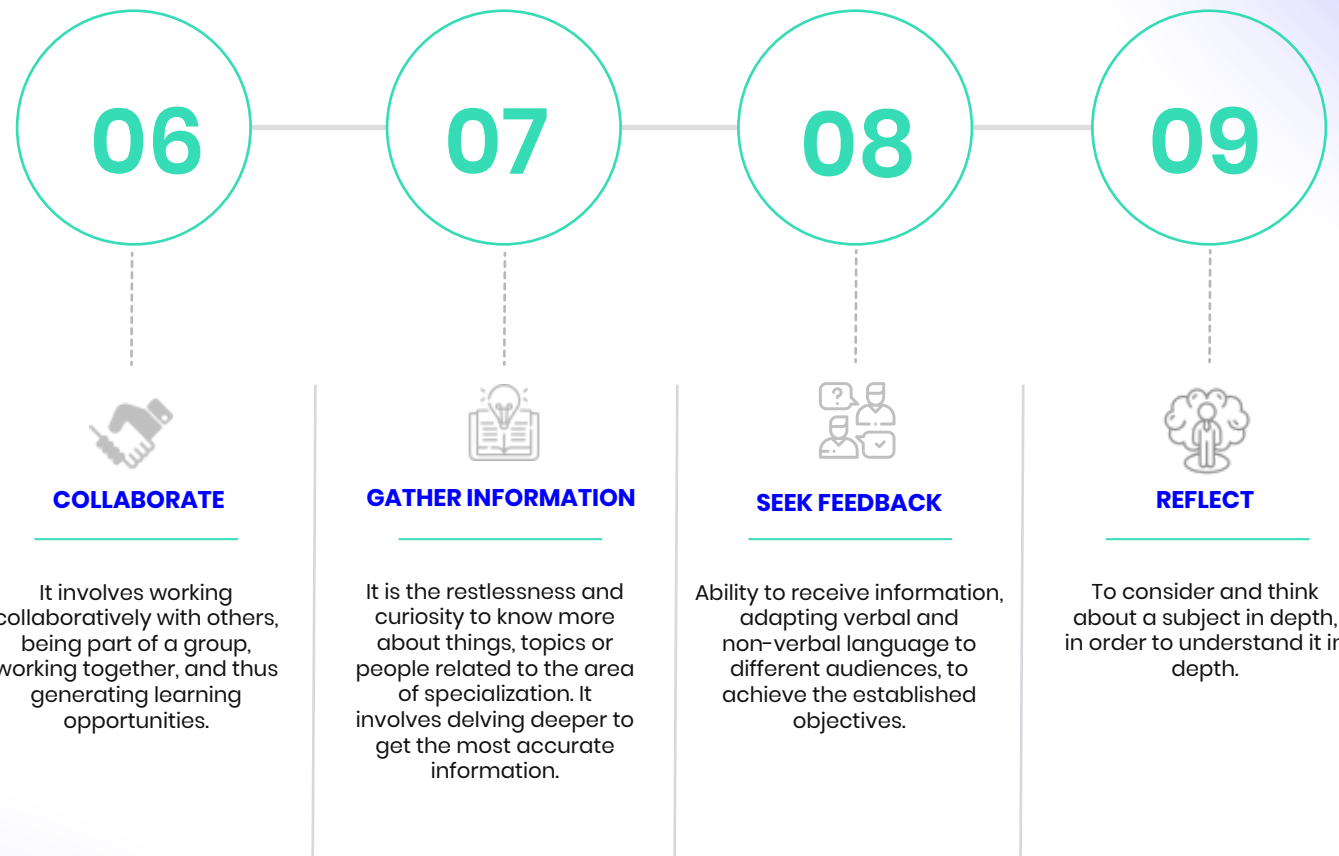 06
07
08
09
?
COLLABORATE
It involves working
collaboratively with others,
being part of a group,
working together, and thus
generating learning
opportunities.
GATHER INFORMATION
It is the restlessness and
curiosity to know more
about things, topics or
people related to the area
of specialization. It
involves delving deeper to
get the most accurate
information.
SEEK FEEDBACK
Ability to receive information,
adapting verbal and
non-verbal language to
different audiences, to
achieve the established
objectives.
REFLECT
To consider and think
about a subject in depth,
in order to understand it in
depth.